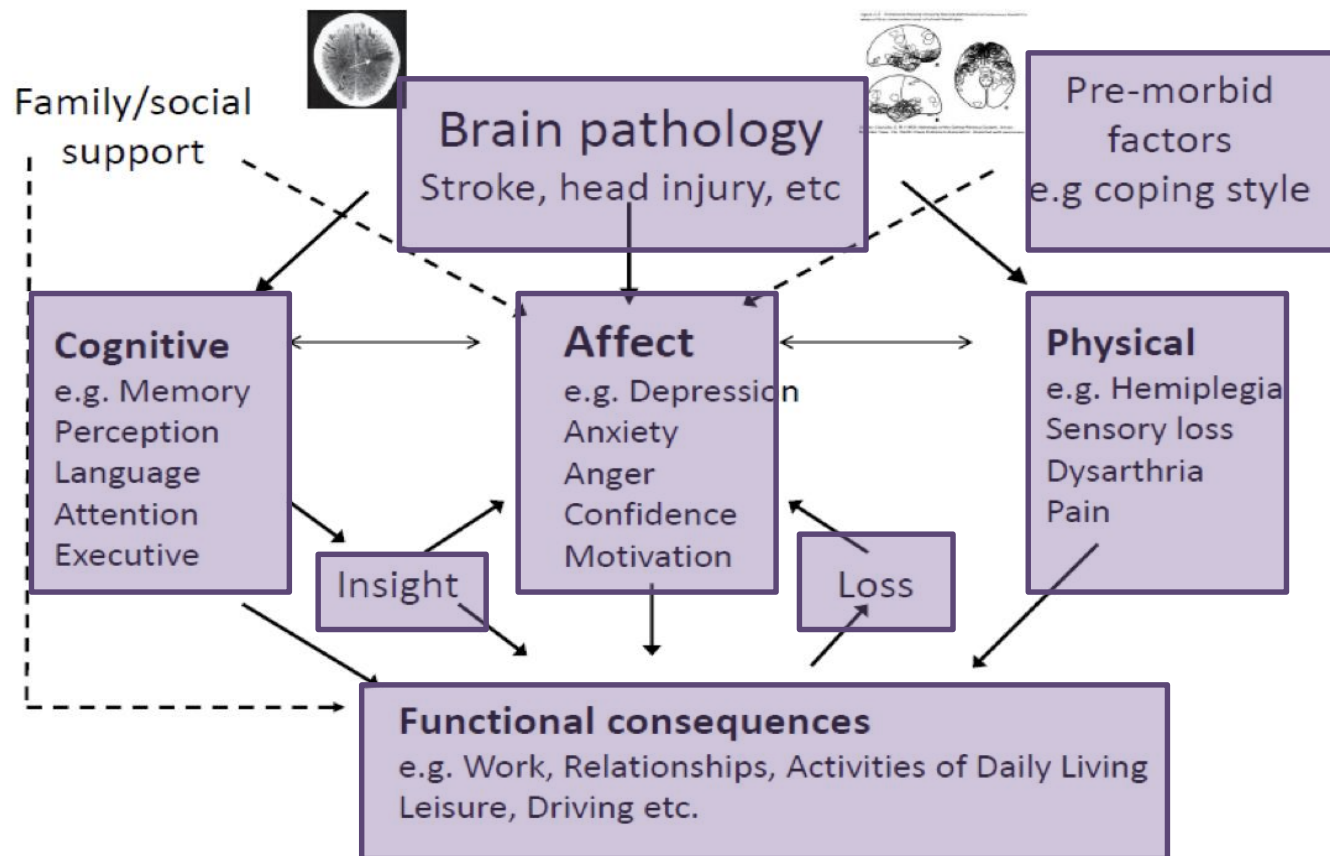 Family/social
support
Brain pathology
Stroke, head injury, etc
Pre-morbid
factors
e.g coping style
Cognitive
e.g. Memory
Perception
Language
Attention
Executive
Affect
e.g. Depression
Anxiety
Anger
Confidence
Motivation
Physical
e.g. Hemiplegia
Sensory loss
Dysarthria
Pain
Insight
Loss
Functional consequences
e.g. Work, Relationships, Activities of Daily Living
Leisure, Driving etc.